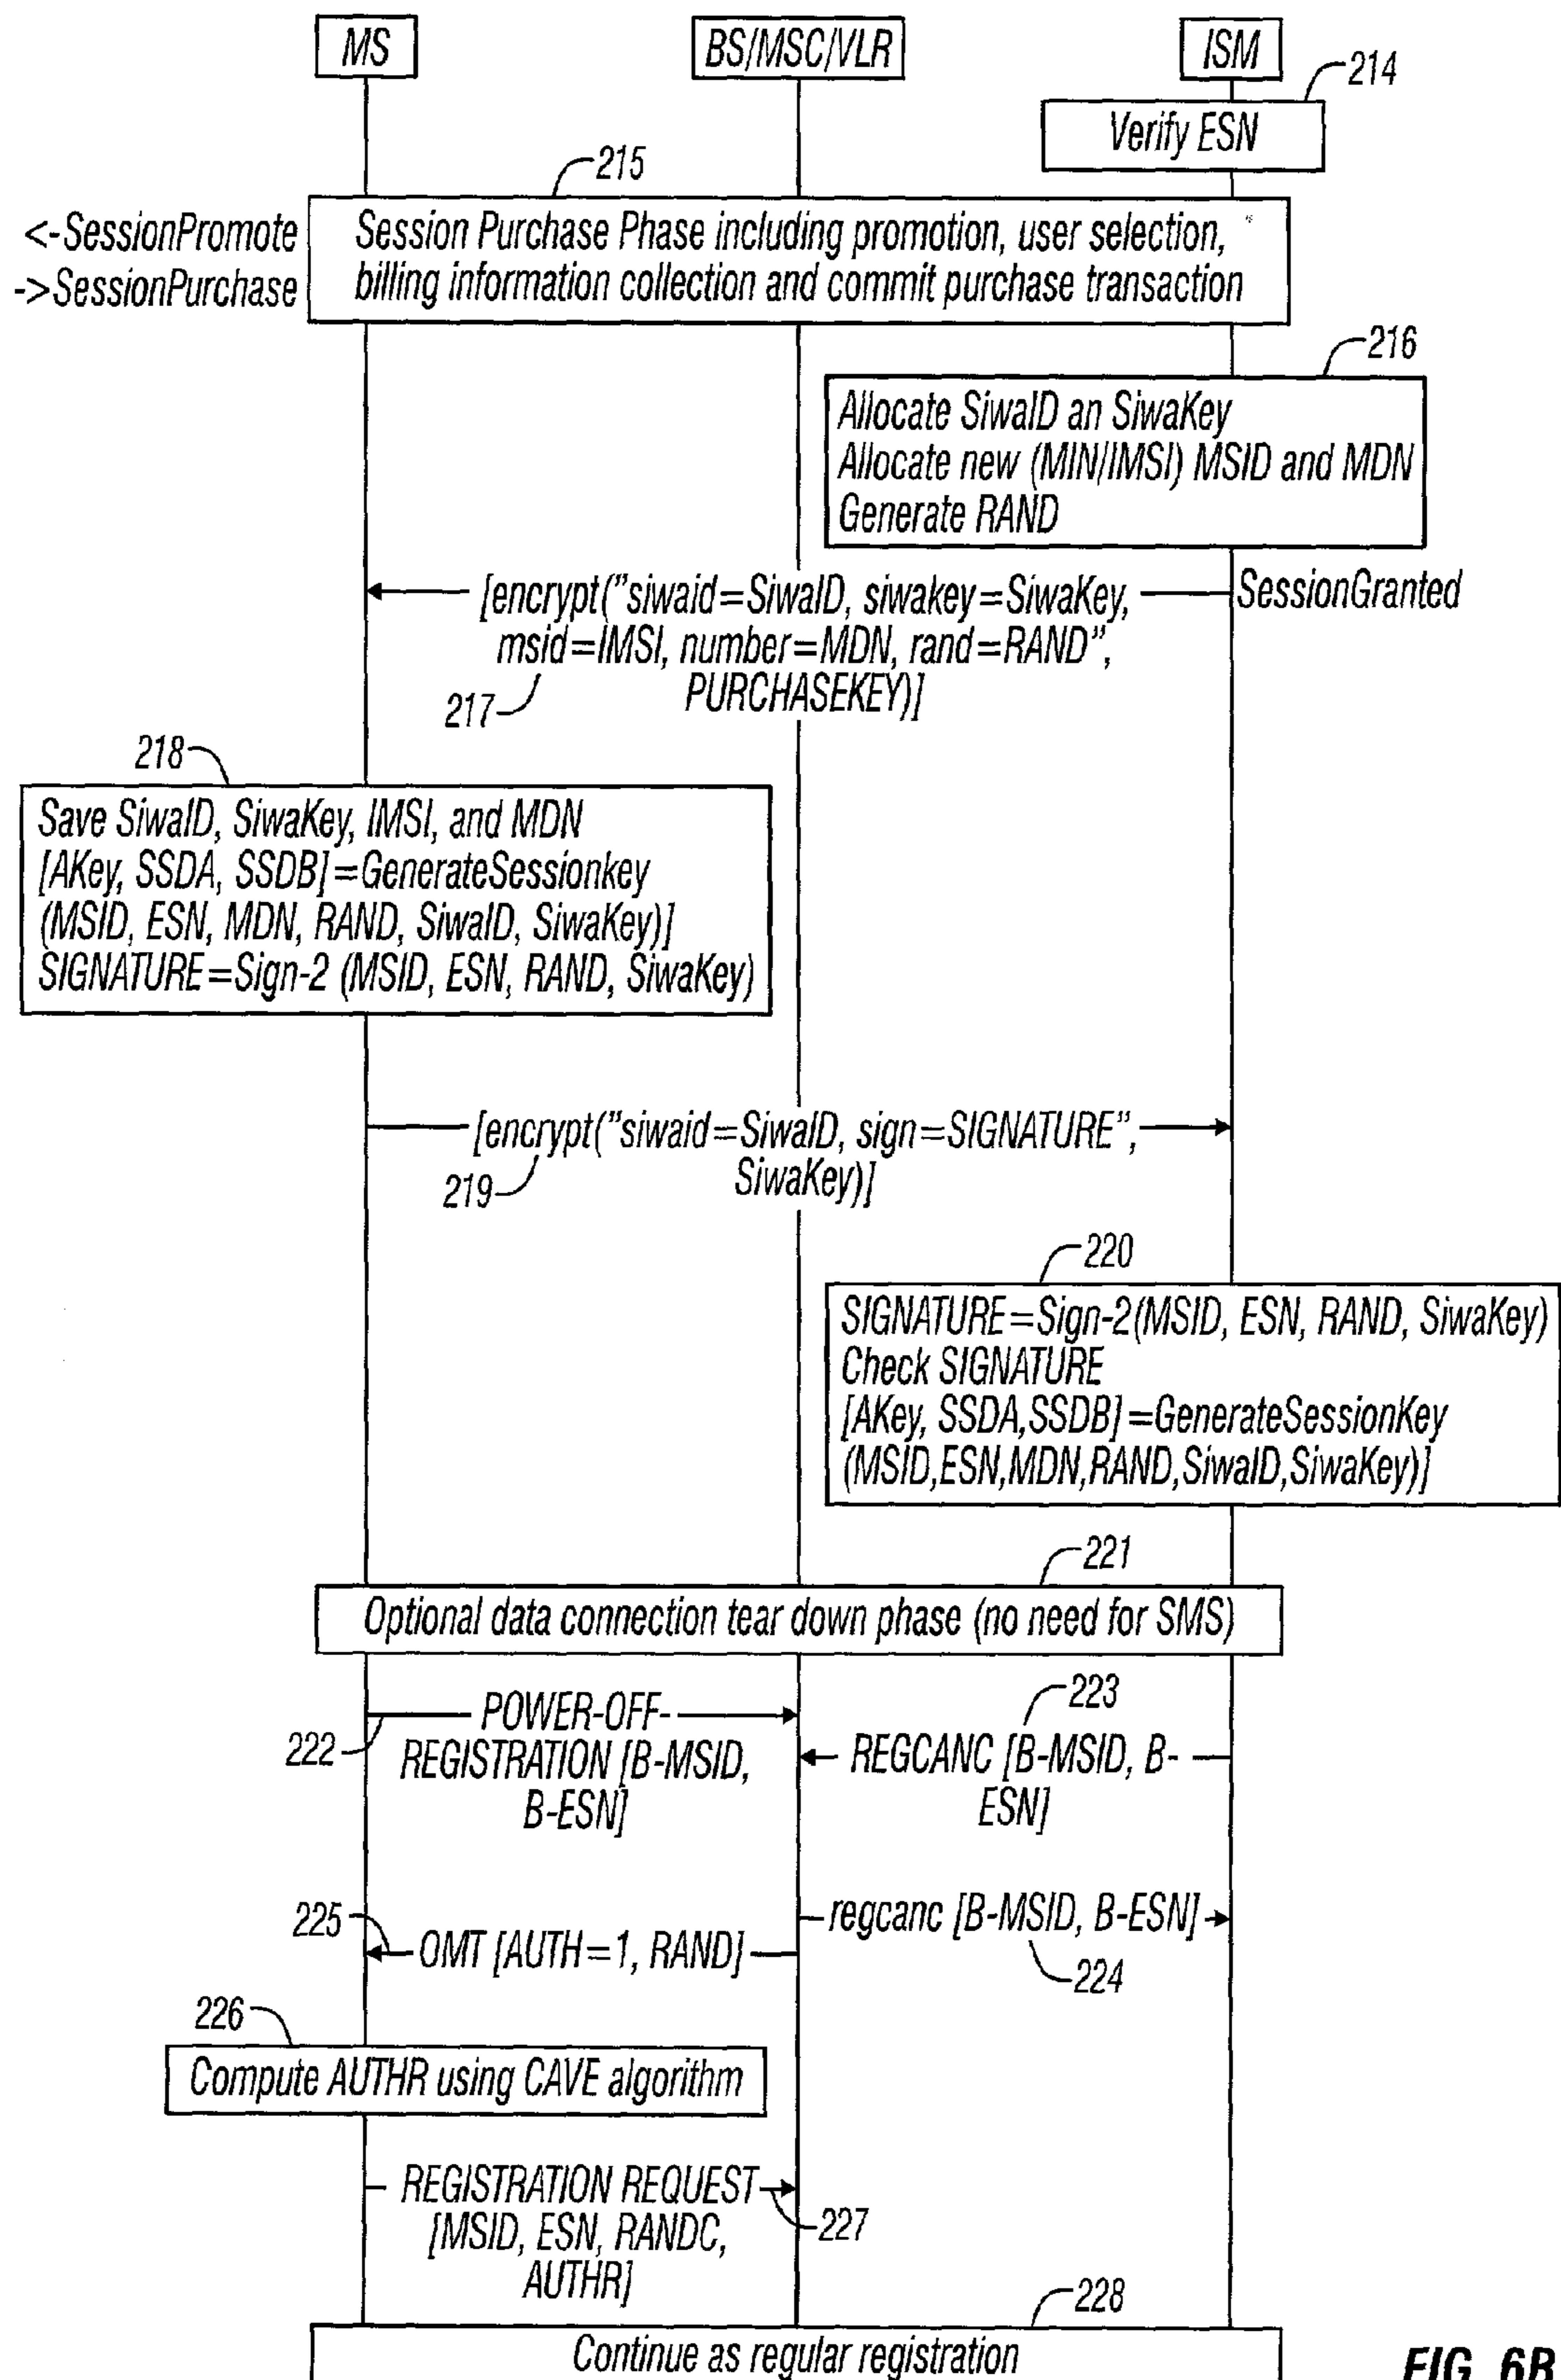 MS
BS/MSC/VLR
ISM
214
Verify ESN
215
<-SessionPromote
->SessionPurchase
Session Purchase Phase including promotion, user selection,
billing information collection and commit purchase transaction
216
Allocate SiwaID an SiwaKey
Allocate new (MIN/IMSI) MSID and MDN
Generate RAND
[encrypt("siwaid=SiwaID, siwakey=SiwaKey,
msid=IMSI, number=MDN, rand=RAND",
PURCHASEKEY)]
SessionGranted
217
218
Save SiwaID, SiwaKey, IMSI, and MDN
[AKey, SSDA, SSDB]=GenerateSessionkey
(MSID, ESN, MDN, RAND, SiwaID, SiwaKey)]
SIGNATURE=Sign-2 (MSID, ESN, RAND, SiwaKey)
[encrypt("siwaid=SiwaID, sign=SIGNATURE",
SiwaKey)]
219
220
SIGNATURE=Sign-2(MSID, ESN, RAND, SiwaKey)
Check SIGNATURE
[AKey, SSDA,SSDB]=GenerateSessionKey
(MSID,ESN,MDN,RAND,SiwaID,SiwaKey)]
221
Optional data connection tear down phase (no need for SMS)
POWER-OFF-
REGISTRATION [B-MSID,
B-ESN]
222
223
REGCANC [B-MSID, B-
ESN]
regcanc [B-MSID, B-ESN]
224
225
OMT [AUTH=1, RAND]
226
Compute AUTHR using CAVE algorithm
REGISTRATION REQUEST
[MSID, ESN, RANDC,
AUTHR]
227
228
Continue as regular registration
FIG. 6B